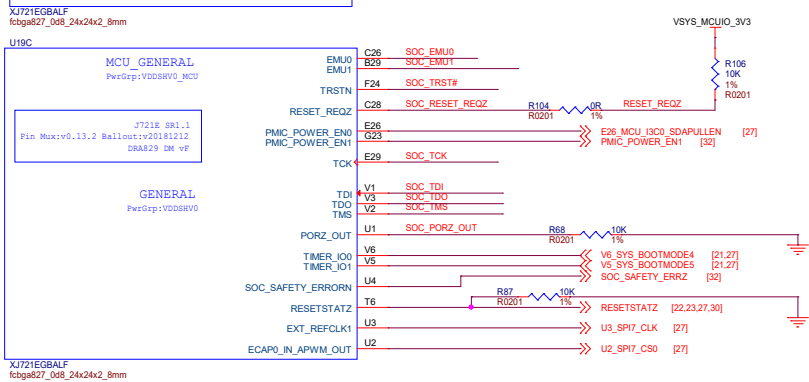 XJ721EGBALF
fcbga827_0d8_24x24x2_8mm
VSYS_MCUIO_3V3
U19C
MCU_GENERAL
PwrGrp:VDDSHV0_MCU
EMU0 C26 SOC_EMU0
EMU1 B29 SOC_EMU1
R106
10K
1%
R0201
TRSTN F24 SOC_TRST#
RESET_REQZ C28 SOC_RESET_REQZ R104 0R RESET_REQZ
R0201 1%
J721E SR1.1
Pin Mux:v0.13.2 Ballout:v20181212
DRA829 DM vF
PMIC_POWER_EN0 E26 E26_MCU_I3C0_SDAPULLEN [27]
PMIC_POWER_EN1 G23 PMIC_POWER_EN1 [32]
TCK E29 SOC_TCK
GENERAL
PwrGrp:VDDSHV0
TDI V1 SOC_TDI
TDO V3 SOC_TDO
TMS V2 SOC_TMS
PORZ_OUT U1 SOC_PORZ_OUT R68 10K
R0201 1%
TIMER_IO0 V6 V6_SYS_BOOTMODE4 [21,27]
TIMER_IO1 V5 V5_SYS_BOOTMODE5 [21,27]
SOC_SAFETY_ERRORN U4 SOC_SAFETY_ERRZ [32]
R87 10K
R0201 1%
RESETSTATZ T6 RESETSTATZ [22,23,27,30]
EXT_REFCLK1 U3 U3_SPI7_CLK [27]
ECAP0_IN_APWM_OUT U2 U2_SPI7_CS0 [27]
XJ721EGBALF
fcbga827_0d8_24x24x2_8mm